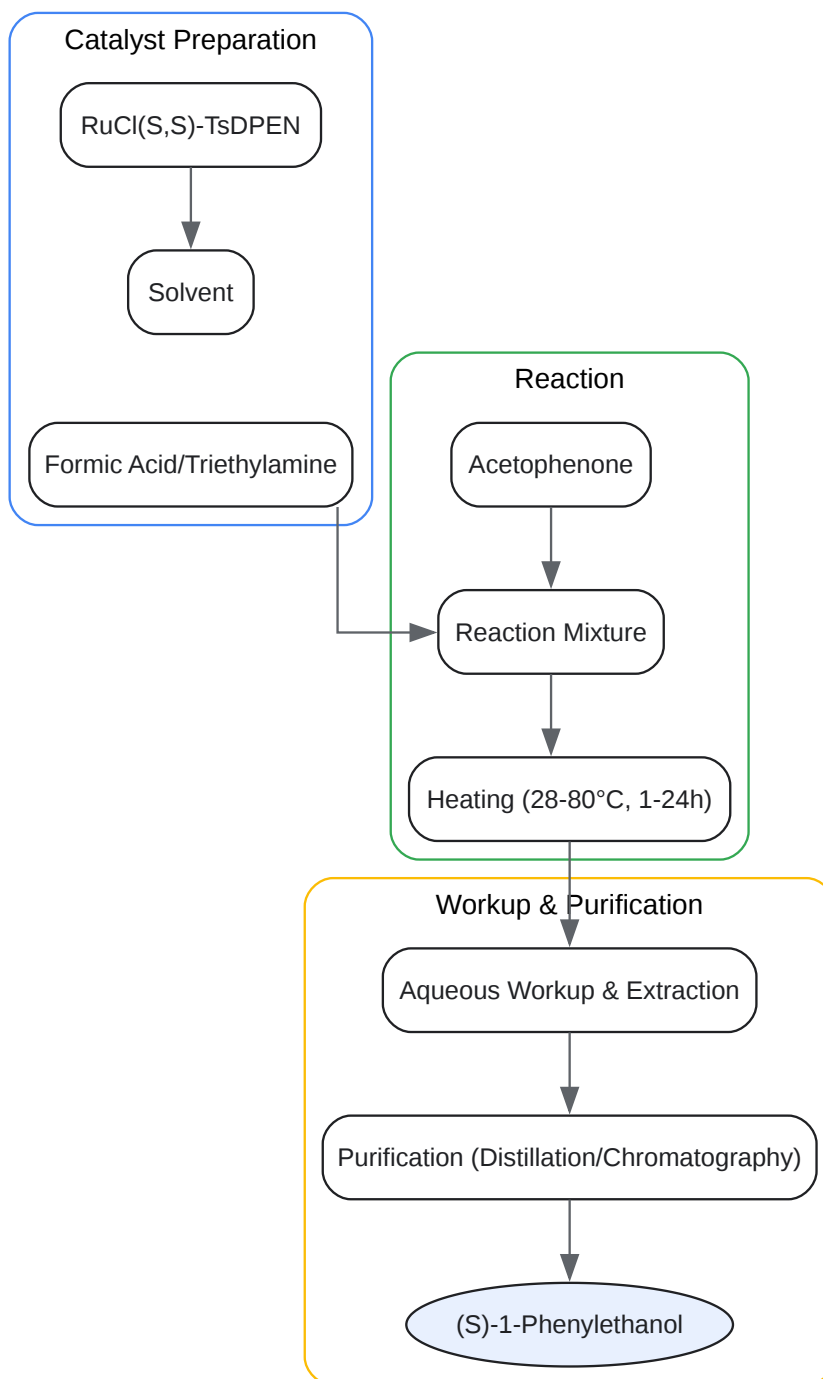 Catalyst Preparation
RuCl(S,S)-TsDPEN
Solvent
Formic Acid/Triethylamine
Reaction
Acetophenone
Reaction Mixture
Heating (28-80°C, 1-24h)
Workup & Purification
Aqueous Workup & Extraction
Purification (Distillation/Chromatography)
(S)-1-Phenylethanol